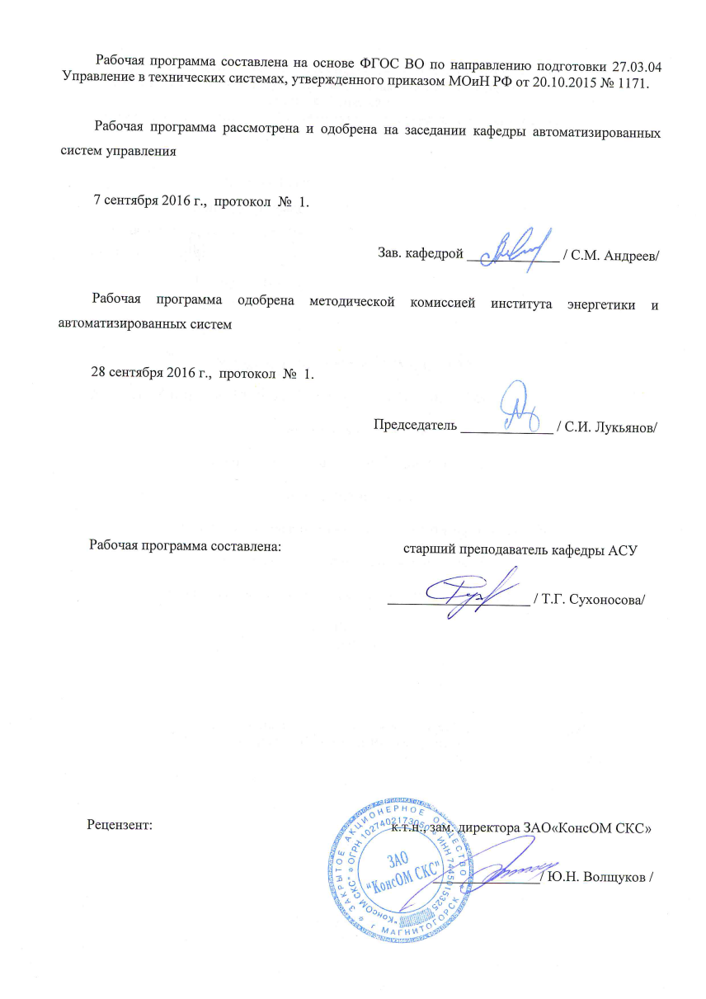 Рабочая программа составлена на основе ФГОС ВО по направлению подготовки 27.03.04
Управление в технических системах, утвержденного приказом МОиН РФ от 20.10.2015 № 1171.
Рабочая программа рассмотрена и одобрена на заседании кафедры автоматизированных
систем управления
7 сентября 2016 г., протокол № 1.
Зав. кафедрой ______________ / С.М. Андреев/
Рабочая программа одобрена методической комиссией института энергетики и
автоматизированных систем
28 сентября 2016 г., протокол № 1.
Председатель ______________ / С.И. Лукьянов/
Рабочая программа составлена: старший преподаватель кафедры АСУ
______________________ / Т.Г. Сухоносова/
Рецензент: к.т.н., зам. директора ЗАО«КонсОМ СКС»
________________/ Ю.Н. Волщуков /
ЗАКРЫТОЕ АКЦИОНЕРНОЕ ОБЩЕСТВО
г МАГНИТОГОРСК
"КонсОМ СКС" ОГРН ИНН 7445015325
ЗАО
"КонсОМ СКС"